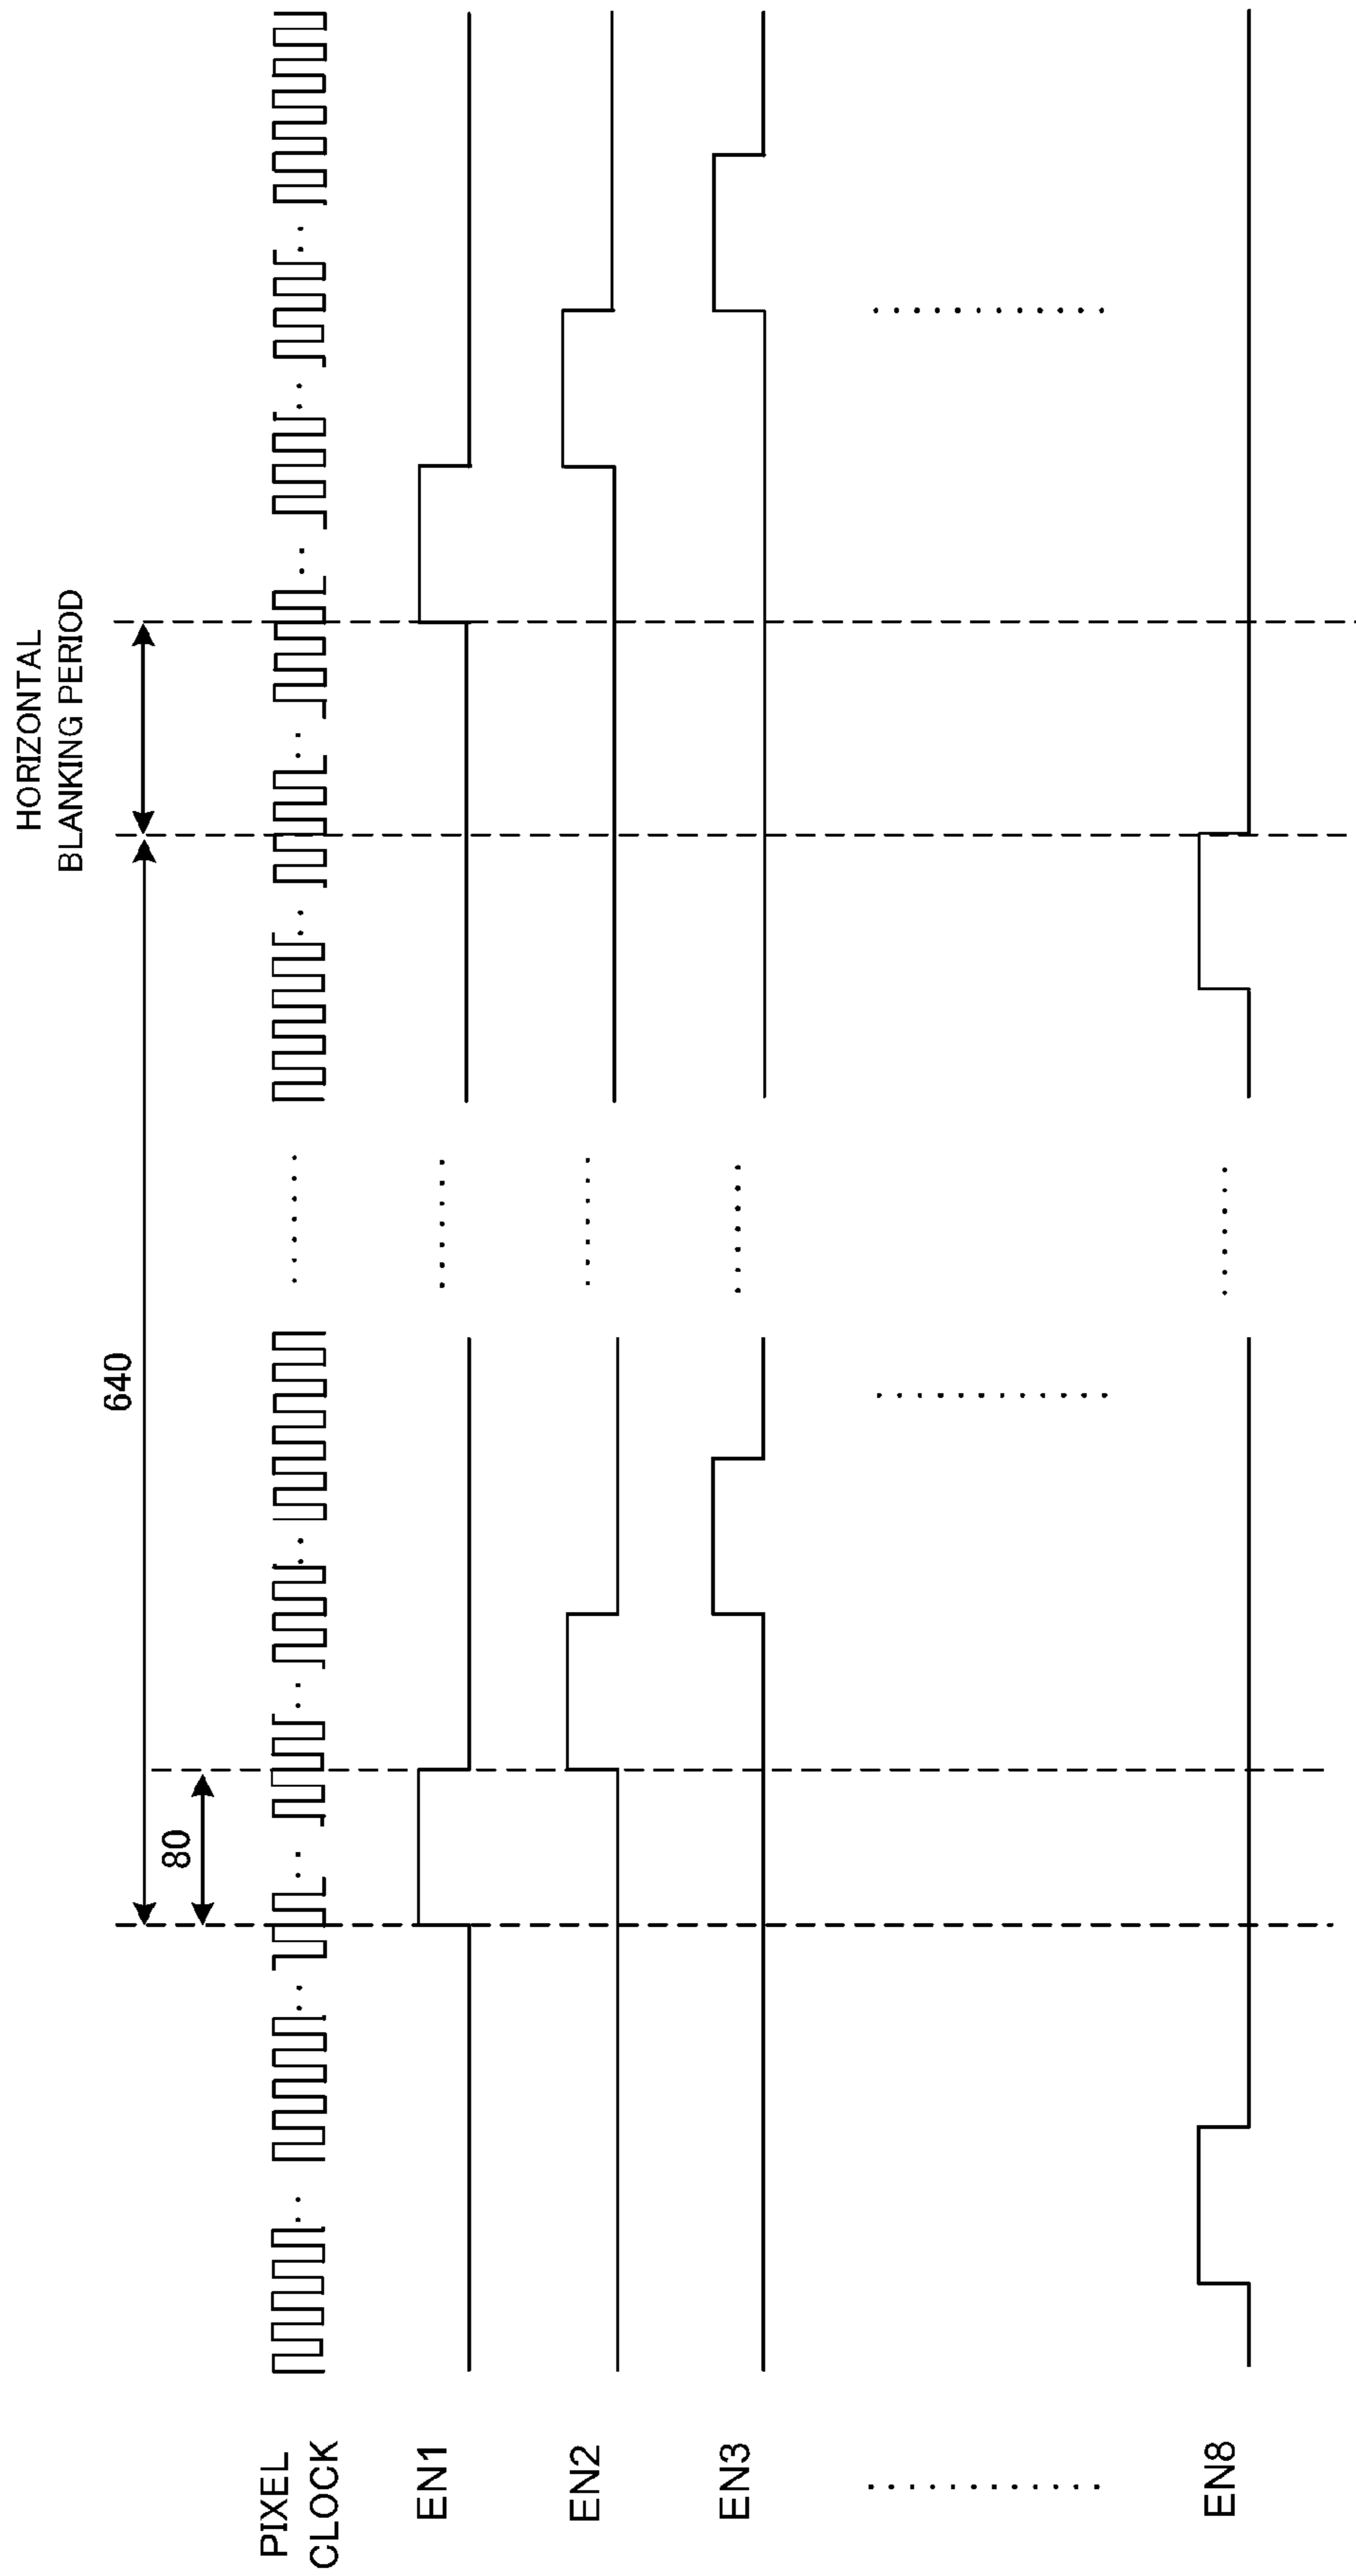 HORIZONTAL
BLANKING PERIOD
640
80
PIXEL
CLOCK
EN1
EN2
EN3
EN8